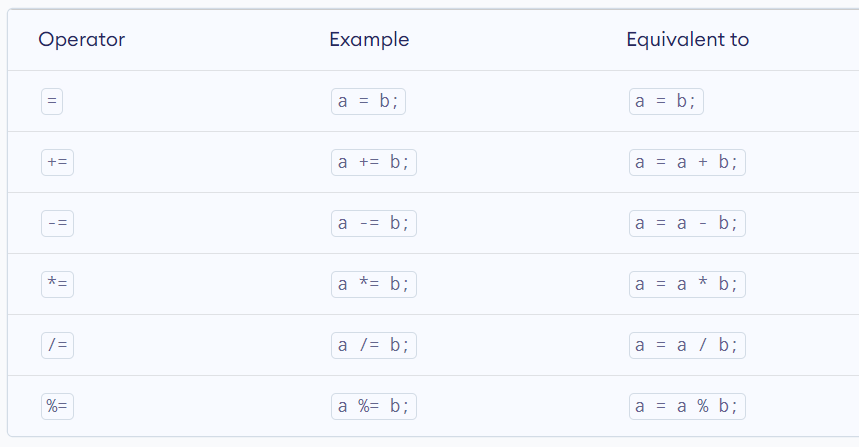 Operator Example Equivalent to
= a = b; a = b;
+= a += b; a = a + b;
-= a -= b; a = a - b;
*= a *= b; a = a * b;
/= a /= b; a = a / b;
%= a %= b; a = a % b;